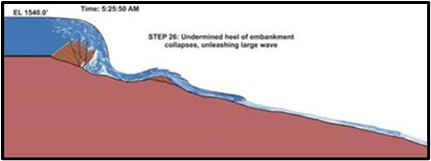 Time: 5:25:50 AM
EL 1540.0'
STEP 26: Undermined heel of embankment
collapses, unleashing large wave